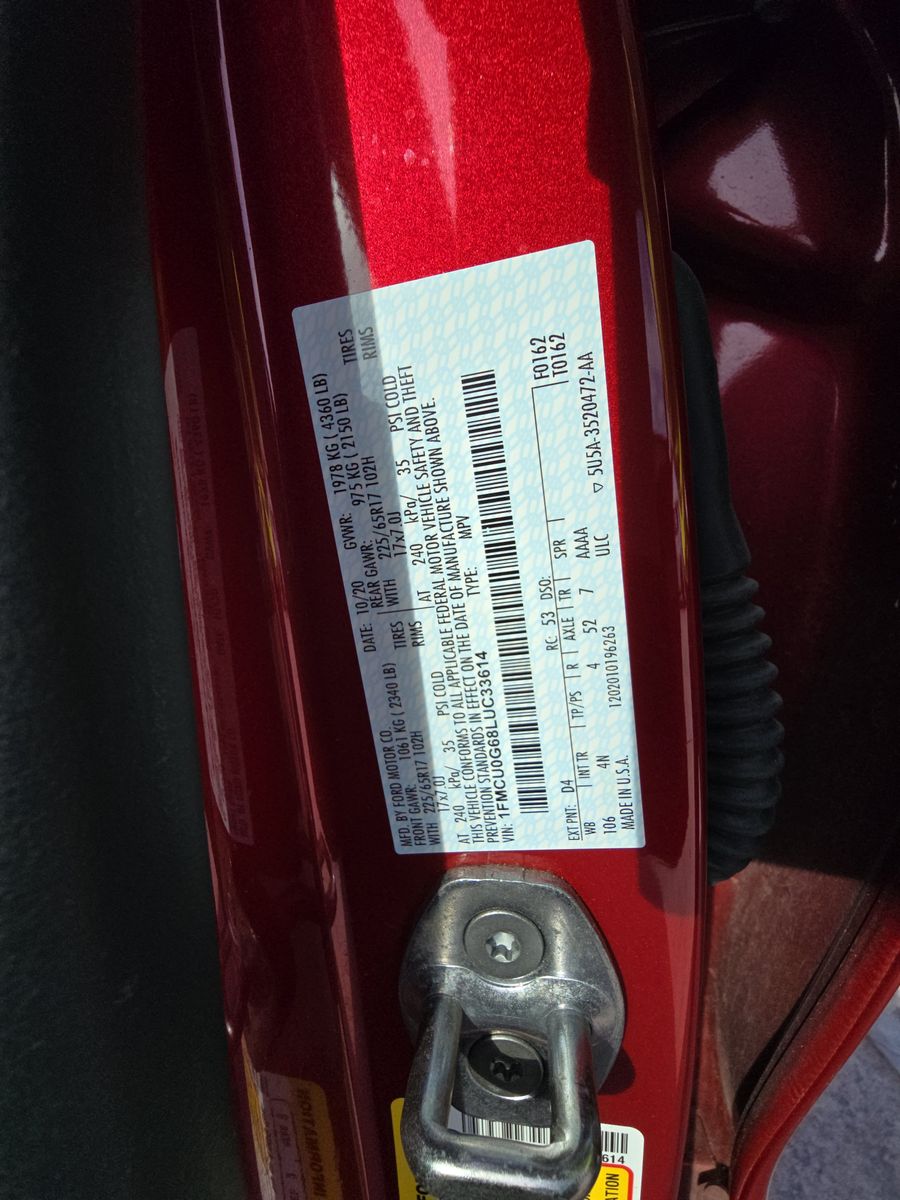 MFD. BY FORD MOTOR CO. DATE: 10/20 GVWR: 1978 KG ( 4360 LB)
FRONT GAWR: 1061 KG ( 2340 LB) REAR GAWR: 975 KG ( 2150 LB)
WITH 225/65R17 102H TIRES WITH 225/65R17 102H TIRES
17x7.0J RIMS 17x7.0J RIMS
AT 240 kPa/ 35 PSI COLD AT 240 kPa/ 35 PSI COLD
THIS VEHICLE CONFORMS TO ALL APPLICABLE FEDERAL MOTOR VEHICLE SAFETY AND THEFT
PREVENTION STANDARDS IN EFFECT ON THE DATE OF MANUFACTURE SHOWN ABOVE.
VIN: 1FMCU0G68LUC33614 TYPE: MPV
F0162
EXT PNT: D4 RC: 53 DSO: T0162
WB INT TR TP/PS R AXLE TR SPR
106 4N 4 52 7 AAAA
ULC
MADE IN U.S.A. 1202010196263 ▽ 5U5A-3520472-AA
614